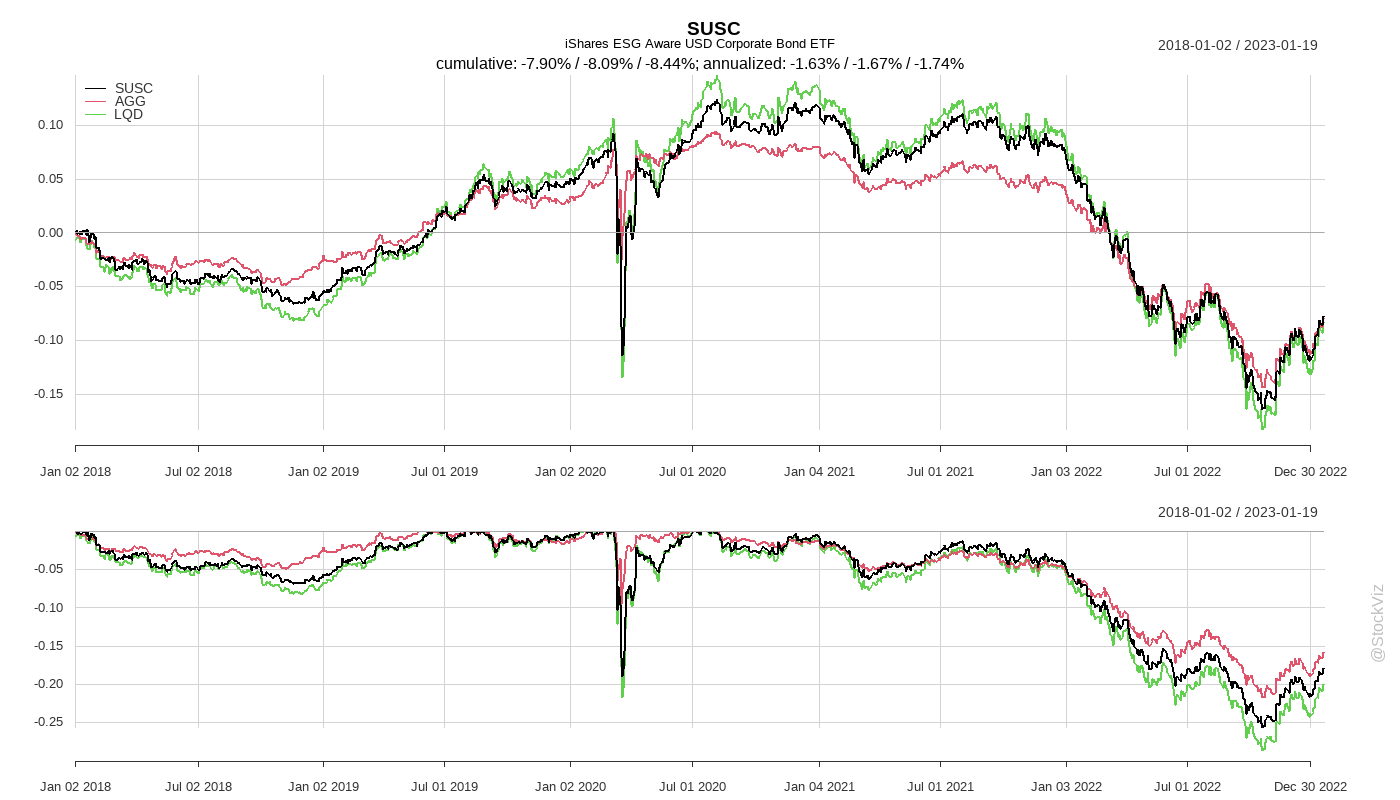 SUSC
iShares ESG Aware USD Corporate Bond ETF
2018-01-02 / 2023-01-19
cumulative: -7.90% / -8.09% / -8.44%; annualized: -1.63% / -1.67% / -1.74%
SUSC
AGG
LQD
0.10
0.05
0.00
-0.05
-0.10
-0.15
Jan 02 2018 Jul 02 2018 Jan 02 2019 Jul 01 2019 Jan 02 2020 Jul 01 2020 Jan 04 2021 Jul 01 2021 Jan 03 2022 Jul 01 2022 Dec 30 2022
2018-01-02 / 2023-01-19
-0.05
-0.10
-0.15
-0.20
-0.25
Jan 02 2018 Jul 02 2018 Jan 02 2019 Jul 01 2019 Jan 02 2020 Jul 01 2020 Jan 04 2021 Jul 01 2021 Jan 03 2022 Jul 01 2022 Dec 30 2022
@StockViz